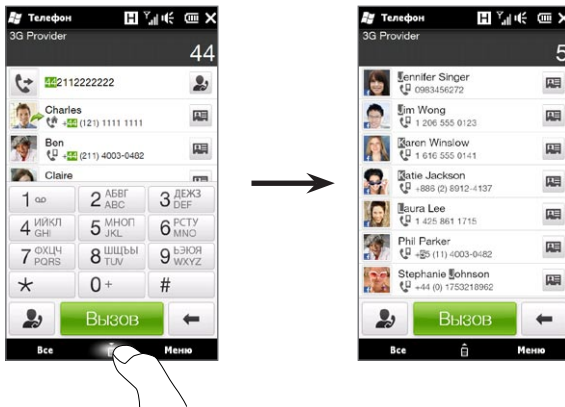 Телефон
H
3G Provider
44
442112222222
Charles
+44 (121) 1111 1111
Ben
+44 (211) 4003-0482
Claire
1
2 АБВГ ABC
3 ДЕЖЗ DEF
4 ИЙКЛ GHI
5 МНОП JKL
6 РСТУ MNO
7 ФХЦЧ PQRS
8 ШЩЪЫ TUV
9 ЬЭЮЯ WXYZ
*
0 +
#
Вызов
Все
Меню
Телефон
H
3G Provider
5
Jennifer Singer
0983456272
Jim Wong
1 206 555 0123
Karen Winslow
1 616 555 0141
Katie Jackson
+886 (2) 8912-4137
Laura Lee
1 425 861 1715
Phil Parker
+55 (11) 4003-0482
Stephanie Johnson
+44 (0) 1753218962
Вызов
Все
Меню